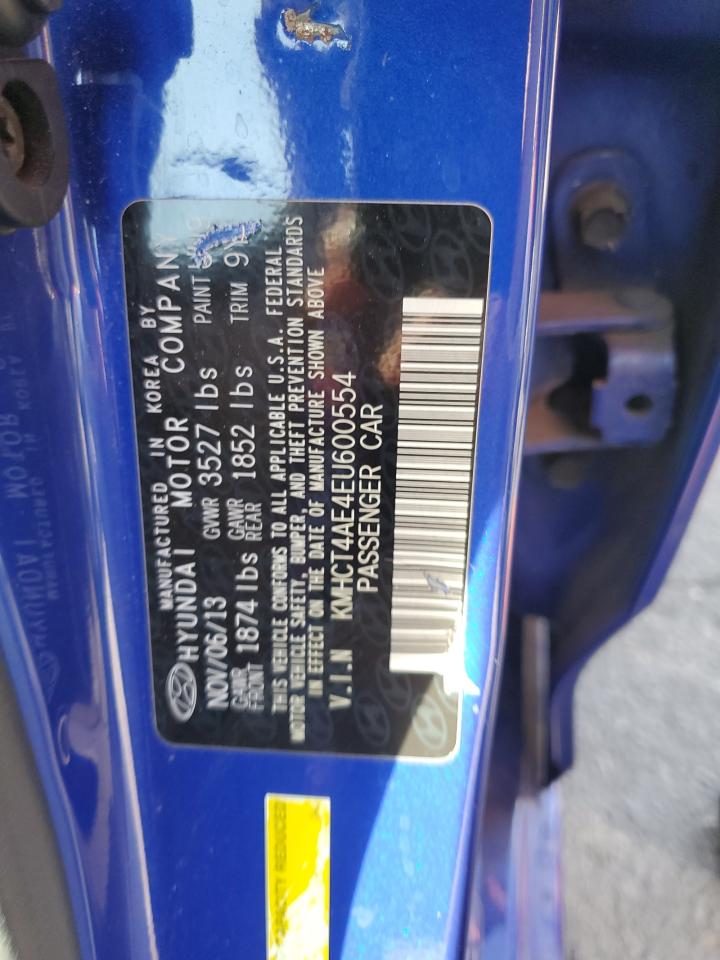 MANUFACTURED IN KOREA BY
HYUNDAI MOTOR COMPANY
NOV/06/13 GVWR 3527 lbs PAINT
GAWR FRONT 1874 lbs GAWR REAR 1852 lbs TRIM
THIS VEHICLE CONFORMS TO ALL APPLICABLE U.S.A. FEDERAL
MOTOR VEHICLE SAFETY, BUMPER, AND THEFT PREVENTION STANDARDS
IN EFFECT ON THE DATE OF MANUFACTURE SHOWN ABOVE
V.I.N KMHCT4AE4EU600554
PASSENGER CAR
REDUCED